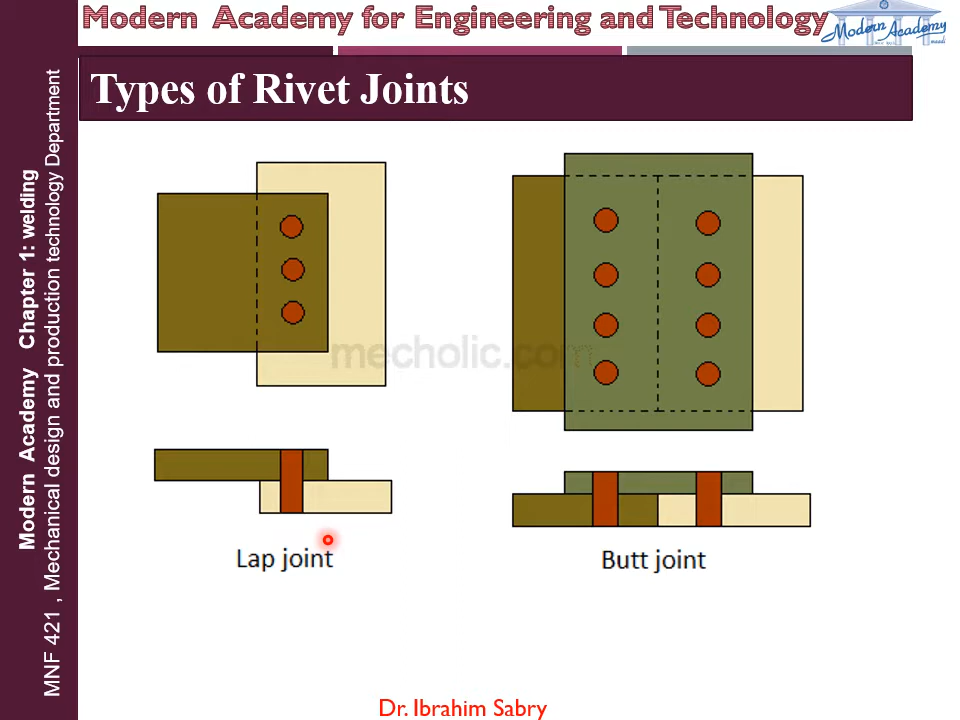 Modern Academy for Engineering and Technology
Modern Academy
maadi
Types of Rivet Joints
Modern Academy Chapter 1: welding
MNF 421 , Mechanical design and production technology Department
mecholic.com
Lap joint
Butt joint
Dr. Ibrahim Sabry